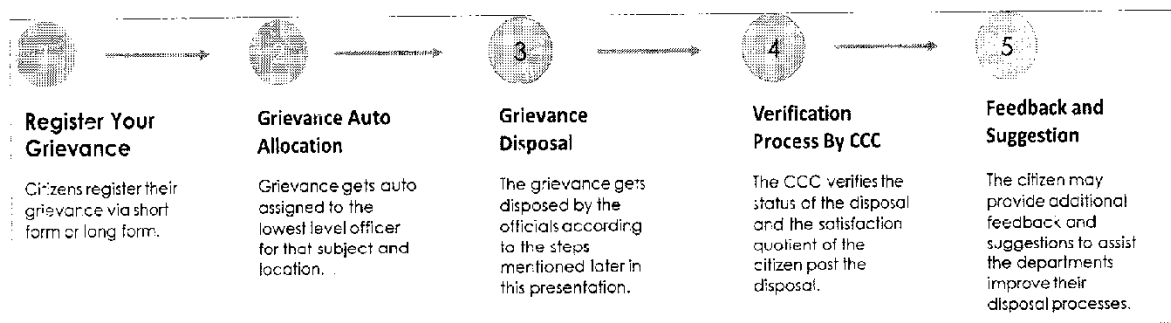 1
2
3
4
5
Register Your
Grievance
Citizens register their
grievance via short
form or long form.
Grievance Auto
Allocation
Grievance gets auto
assigned to the
lowest level officer
for that subject and
location.
Grievance
Disposal
The grievance gets
disposed by the
officials according
to the steps
mentioned later in
this presentation.
Verification
Process By CCC
The CCC verifies the
status of the disposal
and the satisfaction
quotient of the
citizen post the
disposal.
Feedback and
Suggestion
The citizen may
provide additional
feedback and
suggestions to assist
the departments
improve their
disposal processes.